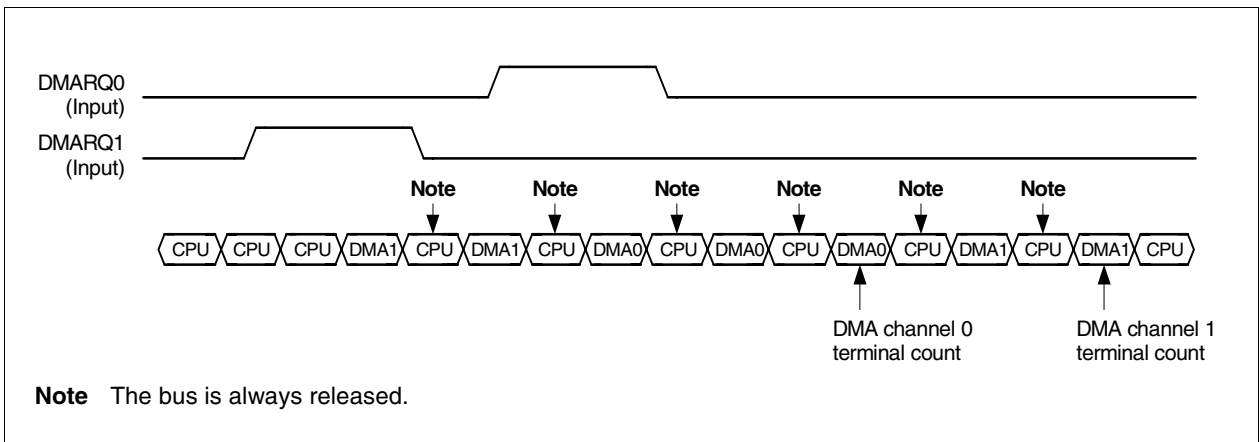 DMARQ0
(Input)
DMARQ1
(Input)
Note Note Note Note Note Note
CPU CPU CPU DMA1 CPU DMA1 CPU DMA0 CPU DMA0 CPU DMA0 CPU DMA1 CPU DMA1 CPU
DMA channel 0
terminal count
DMA channel 1
terminal count
Note The bus is always released.